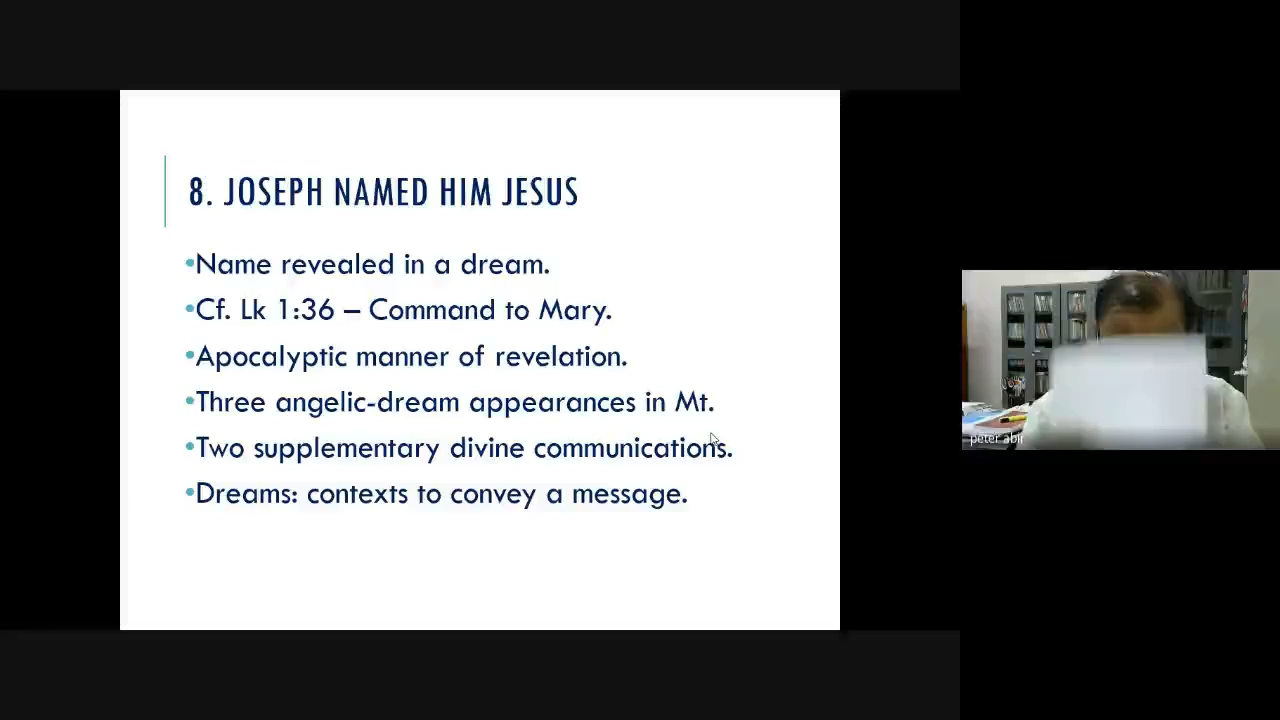 8. JOSEPH NAMED HIM JESUS
•Name revealed in a dream.
•Cf. Lk 1:36 – Command to Mary.
•Apocalyptic manner of revelation.
•Three angelic-dream appearances in Mt.
•Two supplementary divine communications.
•Dreams: contexts to convey a message.
peter abir